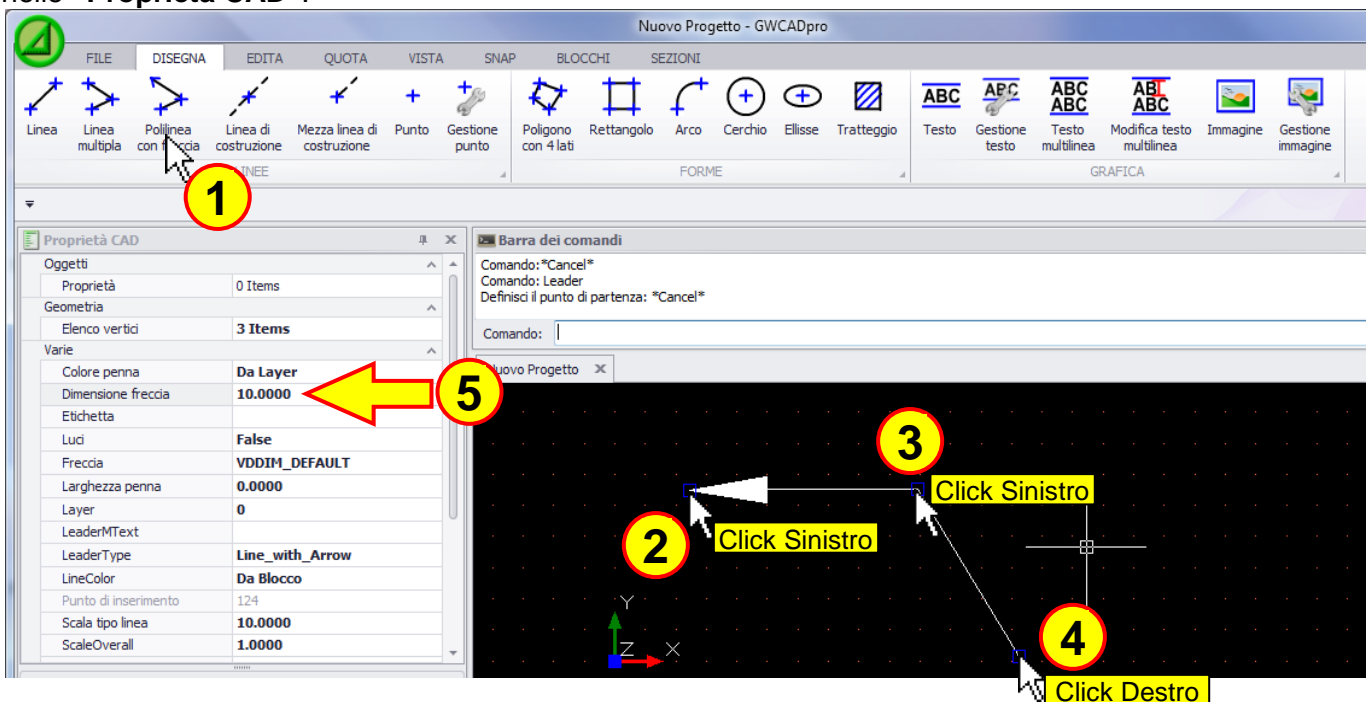 nello "Proprietà CAD".
Nuovo Progetto - GWCADpro
FILE DISEGNA EDITA QUOTA VISTA SNAP BLOCCHI SEZIONI
Linea Linea multipla Polilinea con freccia Linea di costruzione Mezza linea di costruzione Punto Gestione punto Poligono con 4 lati Rettangolo Arco Cerchio Ellisse Tratteggio Testo Gestione testo Testo multilinea Modifica testo multilinea Immagine Gestione immagine
LINEE FORME GRAFICA
1
Proprietà CAD
Oggetti
Proprietà 0 Items
Geometria
Elenco vertici 3 Items
Varie
Colore penna Da Layer
Dimensione freccia 10.0000
Etichetta
Luci False
Freccia VDDIM_DEFAULT
Larghezza penna 0.0000
Layer 0
LeaderMText
LeaderType Line_with_Arrow
LineColor Da Blocco
Punto di inserimento 124
Scala tipo linea 10.0000
ScaleOverall 1.0000
5
Barra dei comandi
Comando:*Cancel*
Comando: Leader
Definisci il punto di partenza: *Cancel*
Comando:
Nuovo Progetto
3
Click Sinistro
2
Click Sinistro
4
Click Destro
Y
Z X
ABC ABC ABC ABC ABI ABC